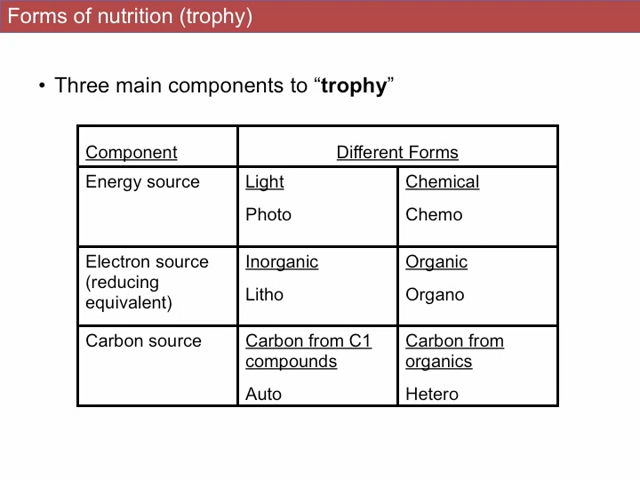 Forms of nutrition (trophy)
• Three main components to “trophy”
Component
Different Forms
Energy source
Light
Photo
Chemical
Chemo
Electron source
(reducing
equivalent)
Inorganic
Litho
Organic
Organo
Carbon source
Carbon from C1
compounds
Auto
Carbon from
organics
Hetero